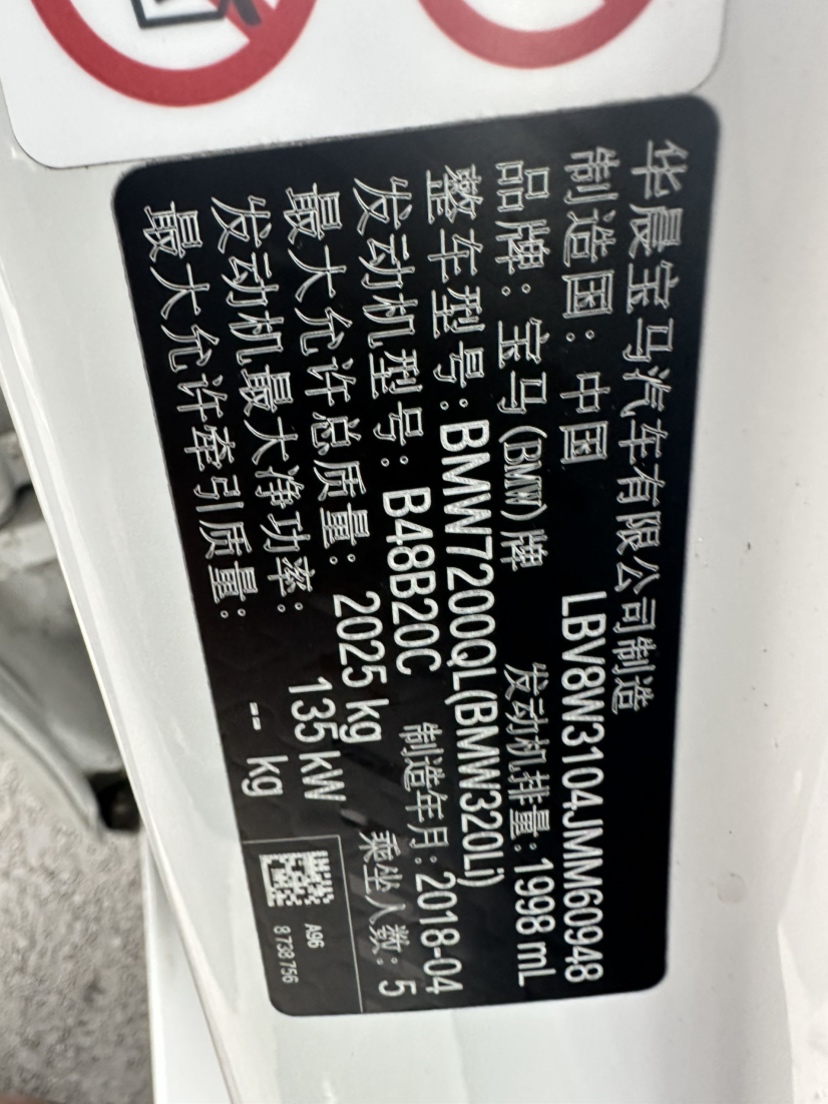 华晨宝马汽车有限公司制造
制造国：中国 LBV8W3104JMM60948
品牌：宝马(BMW)牌 发动机排量：1998 mL
整车型号：BMW7200QL(BMW320Li)
发动机型号：B48B20C 制造年月：2018-04
最大允许总质量：2025 kg 乘坐人数：5
发动机最大净功率：135 kW
最大允许牵引质量：-- kg
A96
8 738 756